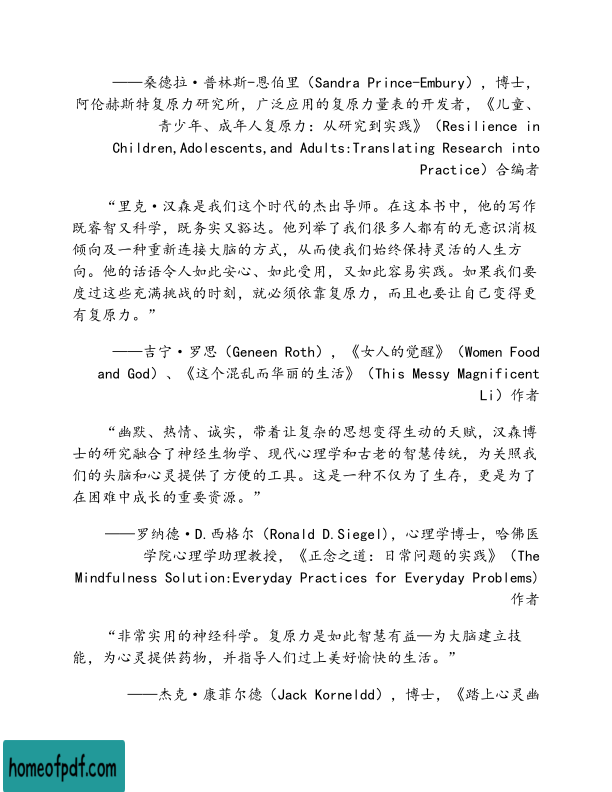 ——桑德拉·普林斯-恩伯里（Sandra Prince-Embury），博士，
阿伦赫斯特复原力研究所，广泛应用的复原力量表的开发者，《儿童、
青少年、成年人复原力：从研究到实践》（Resilience in
Children,Adolescents,and Adults:Translating Research into
Practice）合编者
“里克·汉森是我们这个时代的杰出导师。在这本书中，他的写作
既睿智又科学，既务实又豁达。他列举了我们很多人都有的无意识消极
倾向及一种重新连接大脑的方式，从而使我们始终保持灵活的人生方
向。他的话语令人如此安心、如此受用，又如此容易实践。如果我们要
度过这些充满挑战的时刻，就必须依靠复原力，而且也要让自己变得更
有复原力。”
——吉宁·罗思（Geneen Roth），《女人的觉醒》（Women Food
and God）、《这个混乱而华丽的生活》（This Messy Magnificent
Li）作者
“幽默、热情、诚实，带着让复杂的思想变得生动的天赋，汉森博
士的研究融合了神经生物学、现代心理学和古老的智慧传统，为关照我
们的头脑和心灵提供了方便的工具。这是一种不仅为了生存，更是为了
在困难中成长的重要资源。”
——罗纳德·D.西格尔（Ronald D.Siegel），心理学博士，哈佛医
学院心理学助理教授，《正念之道：日常问题的实践》（The
Mindfulness Solution:Everyday Practices for Everyday Problems）
作者
“非常实用的神经科学。复原力是如此智慧有益—为大脑建立技
能，为心灵提供药物，并指导人们过上美好愉快的生活。”
——杰克·康菲尔德（Jack Korneldd），博士，《踏上心灵幽
homeofpdf.com